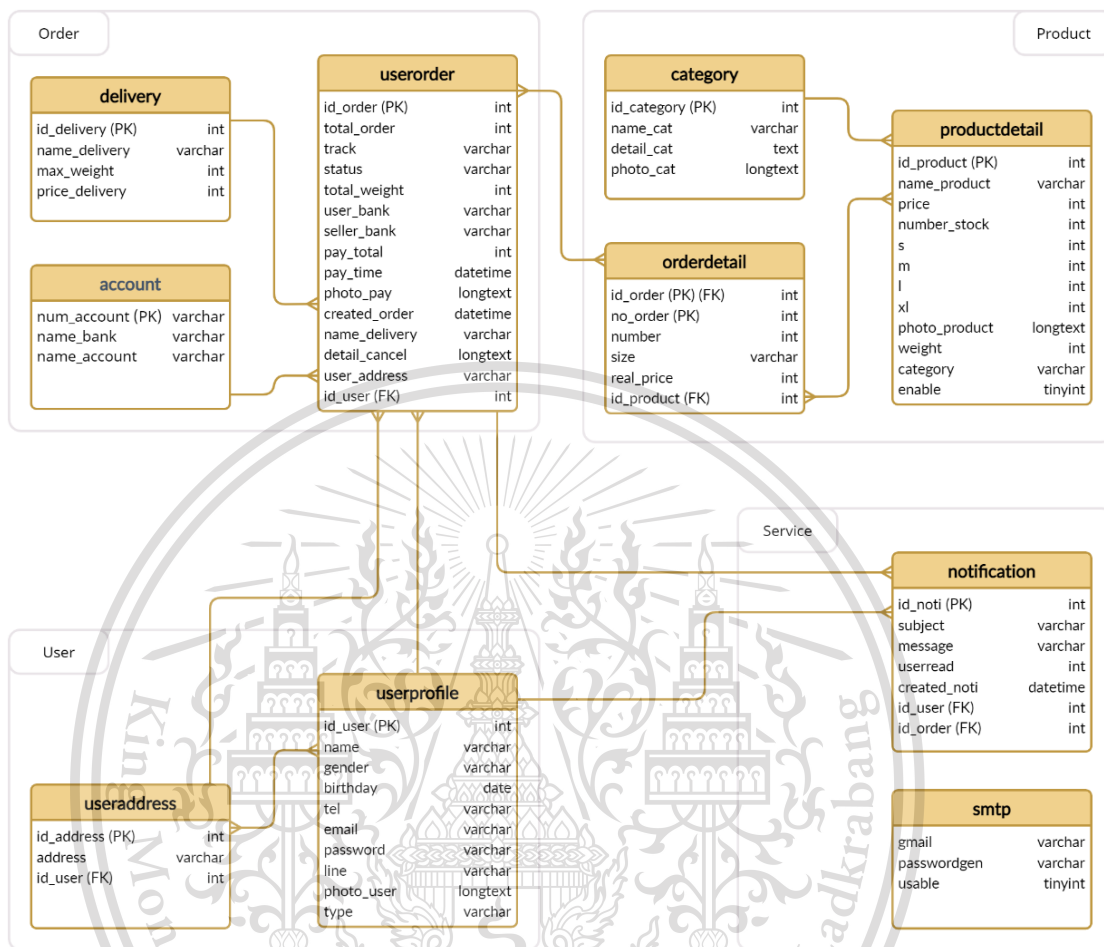 Order
delivery
id_delivery (PK) int
name_delivery varchar
max_weight int
price_delivery int
account
num_account (PK) varchar
name_bank varchar
name_account varchar
userorder
id_order (PK) int
total_order int
track varchar
status varchar
total_weight int
user_bank varchar
seller_bank varchar
pay_total int
pay_time datetime
photo_pay longtext
created_order datetime
name_delivery varchar
detail_cancel longtext
user_address varchar
id_user (FK) int
Product
category
id_category (PK) int
name_cat varchar
detail_cat text
photo_cat longtext
orderdetail
id_order (PK) (FK) int
no_order (PK) int
number int
size varchar
real_price int
id_product (FK) int
productdetail
id_product (PK) int
name_product varchar
price int
number_stock int
s int
m int
l int
xl int
photo_product longtext
weight int
category varchar
enable tinyint
User
useraddress
id_address (PK) int
address varchar
id_user (FK) int
userprofile
id_user (PK) int
name varchar
gender varchar
birthday date
tel varchar
email varchar
password varchar
line varchar
photo_user longtext
type varchar
Service
notification
id_noti (PK) int
subject varchar
message varchar
userread int
created_noti datetime
id_user (FK) int
id_order (FK) int
smtp
gmail varchar
passwordgen varchar
usable tinyint
King Mon
adkrabang